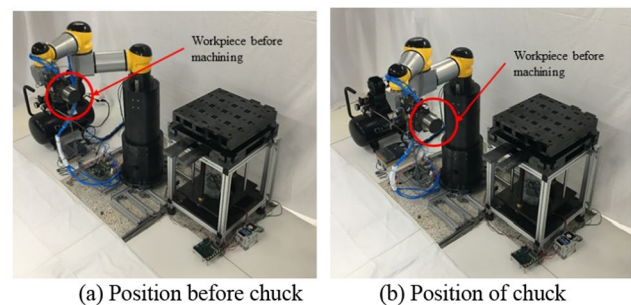 Workpiece before
machining
Workpiece before
machining
(a) Position before chuck
(b) Position of chuck